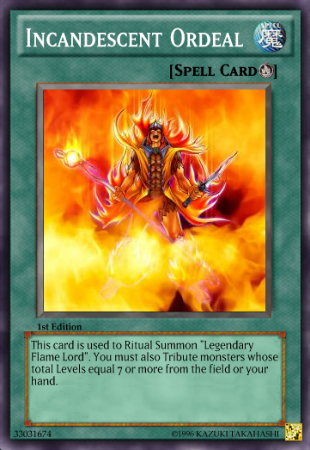 INCANDESCENT ORDEAL
[SPELL CARD]
1st Edition
This card is used to Ritual Summon "Legendary
Flame Lord". You must also Tribute monsters whose
total Levels equal 7 or more from the field or your
hand.
33031674
©1996 KAZUKI TAKAHASHI